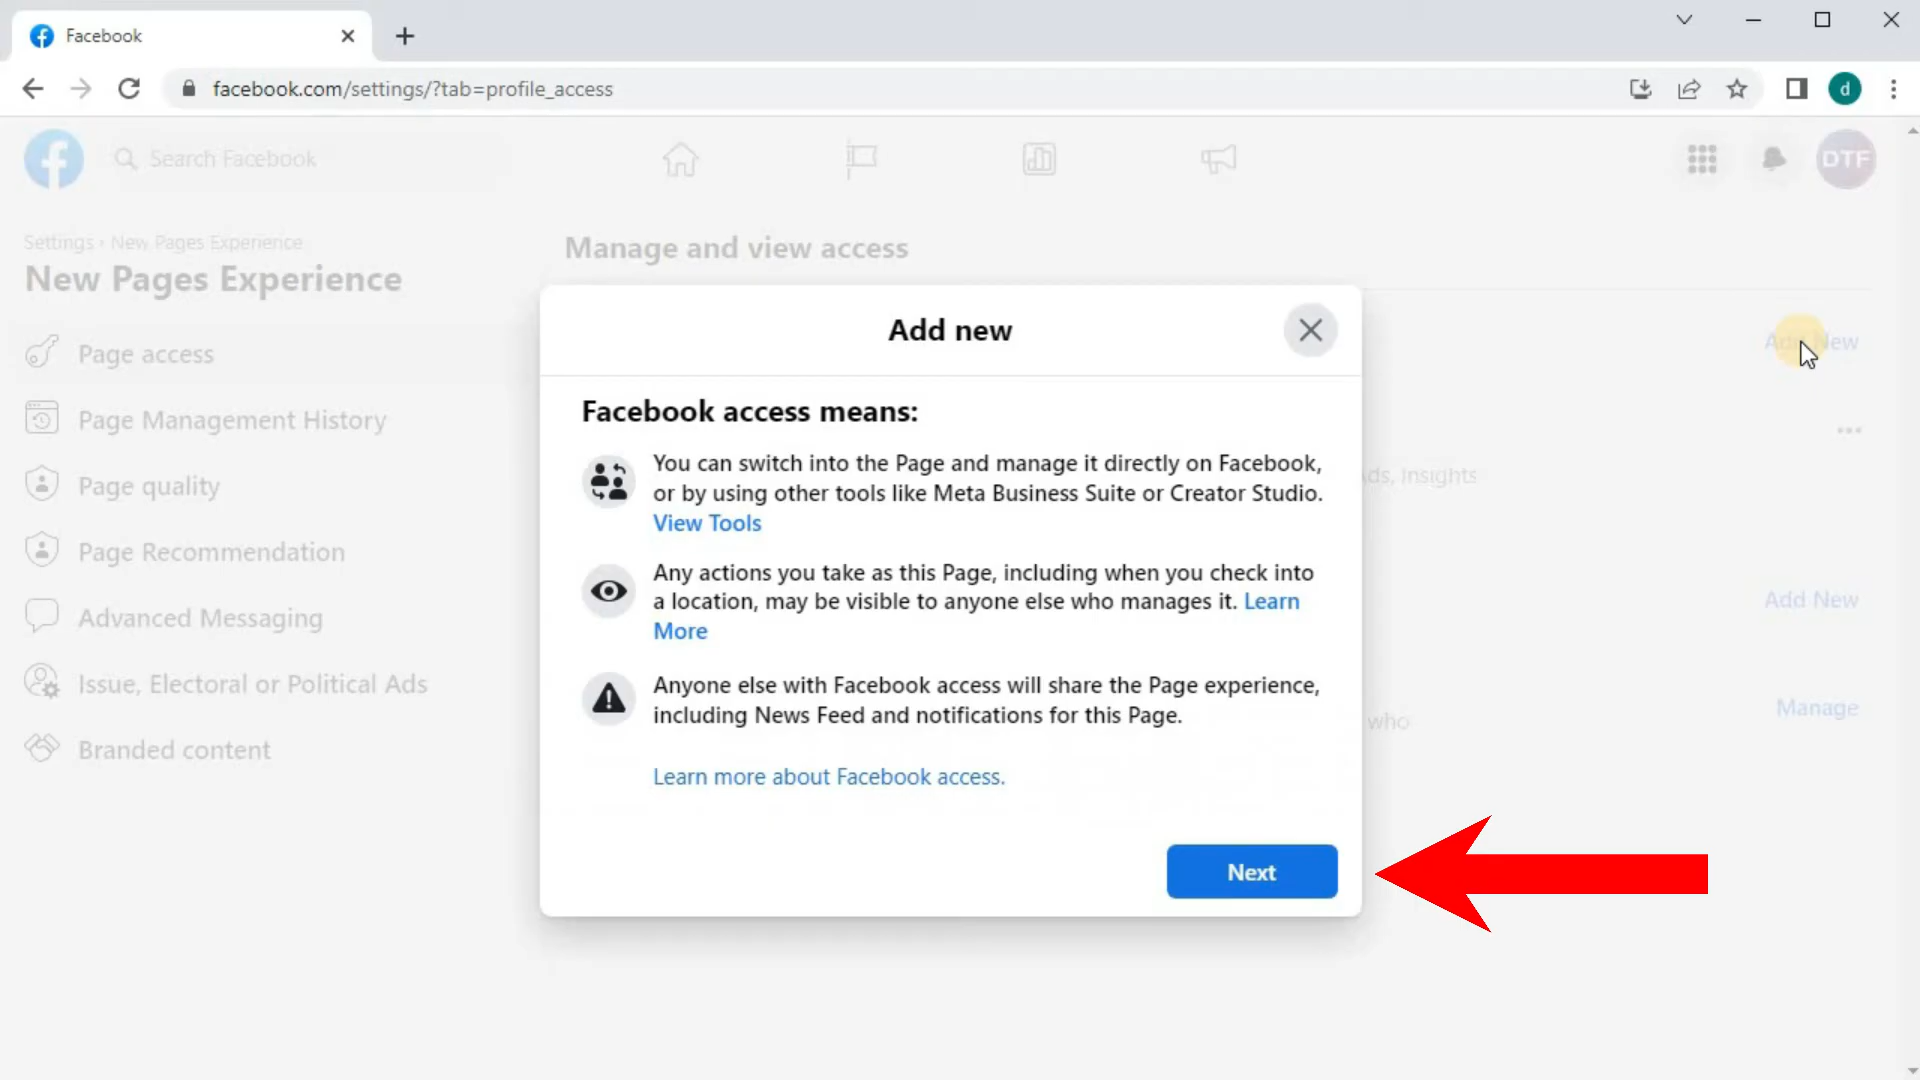 Facebook
facebook.com/settings/?tab=profile_access
d
Search Facebook
DTF
Settings › New Pages Experience
New Pages Experience
Page access
Page Management History
Page quality
Page Recommendation
Advanced Messaging
Issue, Electoral or Political Ads
Branded content
Manage and view access
Add New
Ads, Insights
Add New
who
Manage
Add new
Facebook access means:
You can switch into the Page and manage it directly on Facebook,
or by using other tools like Meta Business Suite or Creator Studio.
View Tools
Any actions you take as this Page, including when you check into
a location, may be visible to anyone else who manages it. Learn
More
Anyone else with Facebook access will share the Page experience,
including News Feed and notifications for this Page.
Learn more about Facebook access.
Next